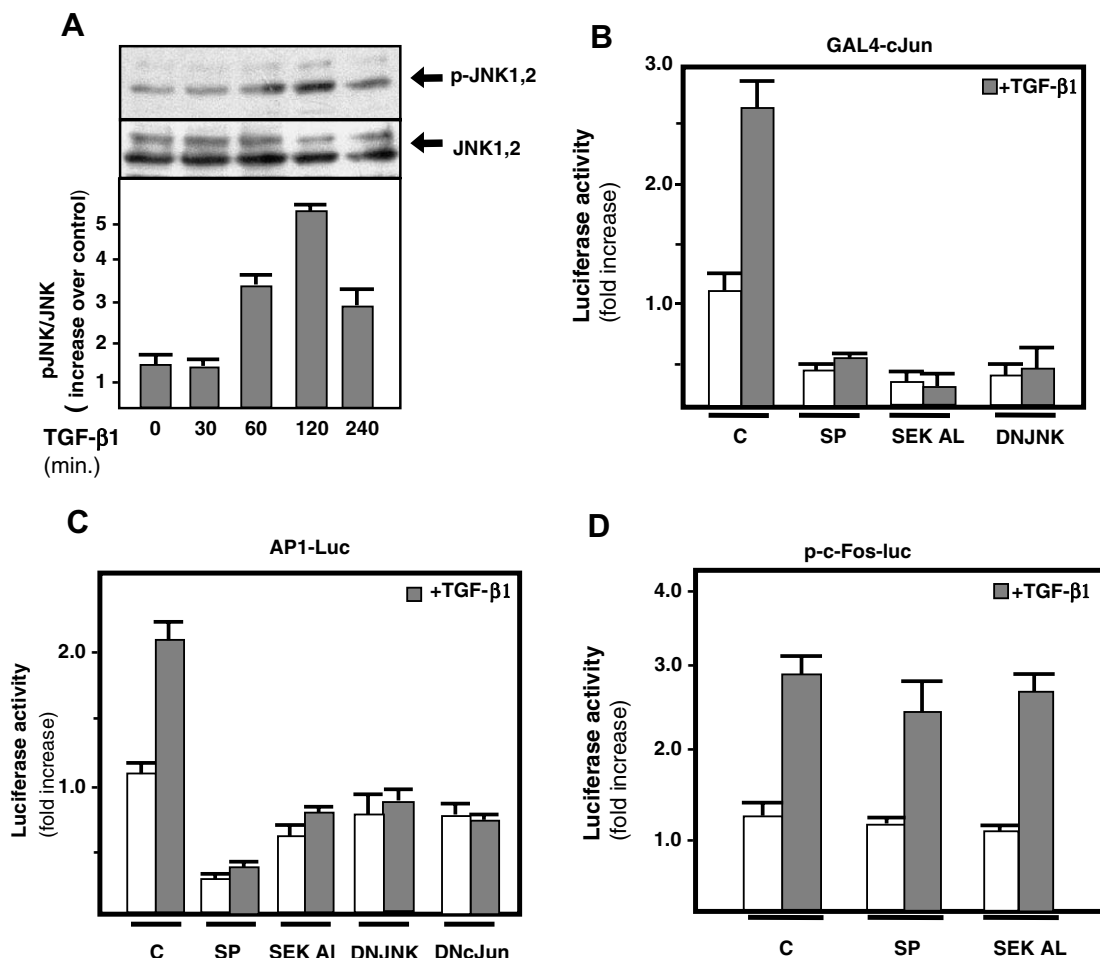 A
p-JNK1,2
JNK1,2
pJNK/JNK
( increase over control)
5
4
3
2
1
TGF-β1 0 30 60 120 240
(min.)
B
GAL4-cJun
+TGF-β1
Luciferase activity
(fold increase)
3.0
2.0
1.0
C SP SEK AL DNJNK
C
AP1-Luc
+TGF-β1
Luciferase activity
(fold increase)
2.0
1.0
C SP SEK Al DNJNK DNcJun
D
p-c-Fos-luc
+TGF-β1
Luciferase activity
(fold increase)
4.0
3.0
2.0
1.0
C SP SEK AL